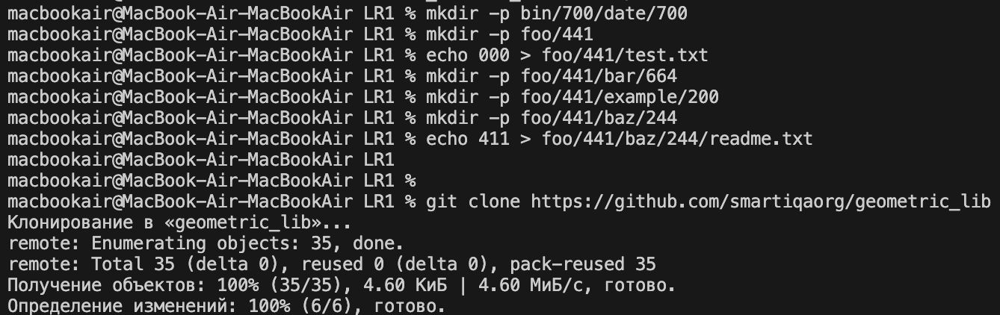 macbookair@MacBook-Air-MacBookAir LR1 % mkdir -p bin/700/date/700
macbookair@MacBook-Air-MacBookAir LR1 % mkdir -p foo/441
macbookair@MacBook-Air-MacBookAir LR1 % echo 000 > foo/441/test.txt
macbookair@MacBook-Air-MacBookAir LR1 % mkdir -p foo/441/bar/664
macbookair@MacBook-Air-MacBookAir LR1 % mkdir -p foo/441/example/200
macbookair@MacBook-Air-MacBookAir LR1 % mkdir -p foo/441/baz/244
macbookair@MacBook-Air-MacBookAir LR1 % echo 411 > foo/441/baz/244/readme.txt
macbookair@MacBook-Air-MacBookAir LR1
macbookair@MacBook-Air-MacBookAir LR1 %
macbookair@MacBook-Air-MacBookAir LR1 % git clone https://github.com/smartiqaorg/geometric_lib
Клонирование в «geometric_lib»...
remote: Enumerating objects: 35, done.
remote: Total 35 (delta 0), reused 0 (delta 0), pack-reused 35
Получение объектов: 100% (35/35), 4.60 КиБ | 4.60 МиБ/с, готово.
Определение изменений: 100% (6/6), готово.